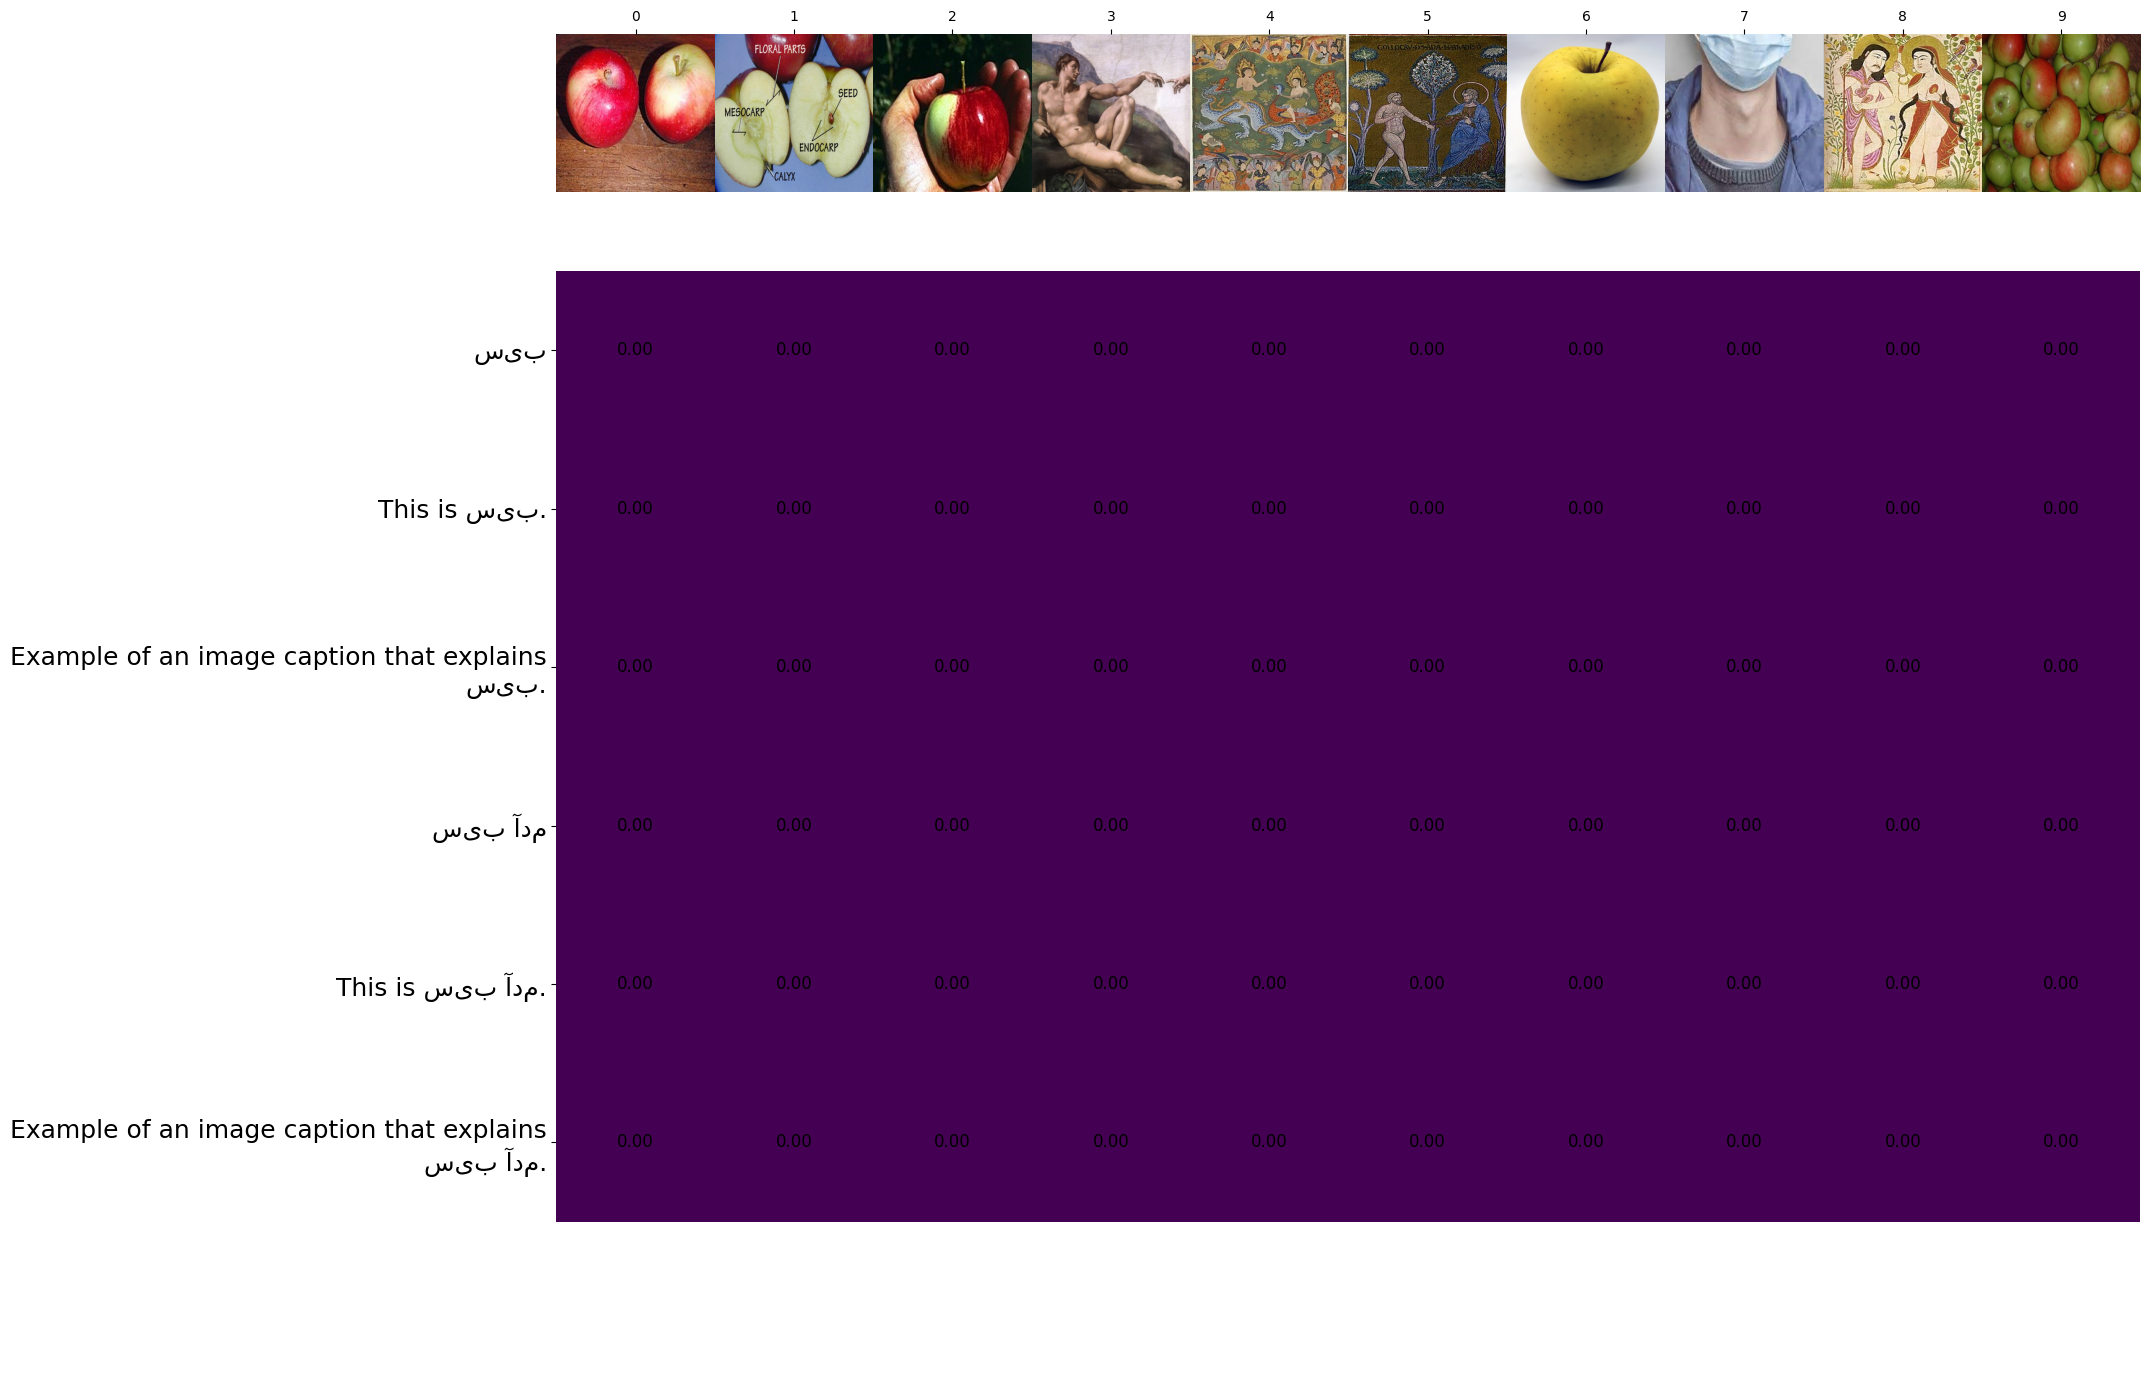 0 1 2 3 4 5 6 7 8 9
FLORAL PARTS
SEED
MESOCARP
ENDOCARP
CALYX
سیب
0.00 0.00 0.00 0.00 0.00 0.00 0.00 0.00 0.00 0.00
This is سیب.
0.00 0.00 0.00 0.00 0.00 0.00 0.00 0.00 0.00 0.00
Example of an image caption that explains
سیب.
0.00 0.00 0.00 0.00 0.00 0.00 0.00 0.00 0.00 0.00
سیب آدم
0.00 0.00 0.00 0.00 0.00 0.00 0.00 0.00 0.00 0.00
This is سیب آدم.
0.00 0.00 0.00 0.00 0.00 0.00 0.00 0.00 0.00 0.00
Example of an image caption that explains
سیب آدم.
0.00 0.00 0.00 0.00 0.00 0.00 0.00 0.00 0.00 0.00